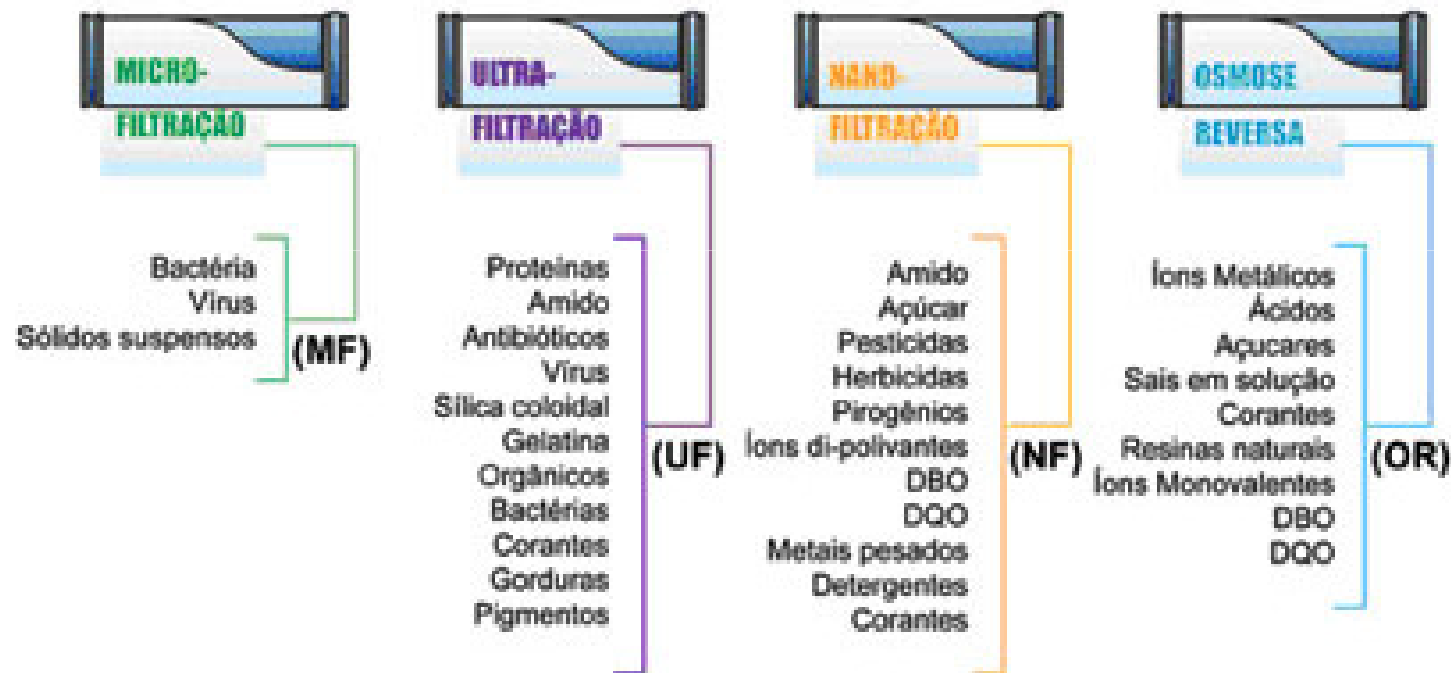 MICRO-
FILTRAÇÃO
Bactéria
Vírus
Sólidos suspensos
(MF)
ULTRA-
FILTRAÇÃO
Proteínas
Amido
Antibióticos
Vírus
Sílica coloidal
Gelatina
Orgânicos
Bactérias
Corantes
Gorduras
Pigmentos
(UF)
NANO-
FILTRAÇÃO
Amido
Açúcar
Pesticidas
Herbicidas
Pirogênios
Íons di-polivantes
DBO
DQO
Metais pesados
Detergentes
Corantes
(NF)
OSMOSE
REVERSA
Íons Metálicos
Ácidos
Açucares
Sais em solução
Corantes
Resinas naturais
Íons Monovalentes
DBO
DQO
(OR)